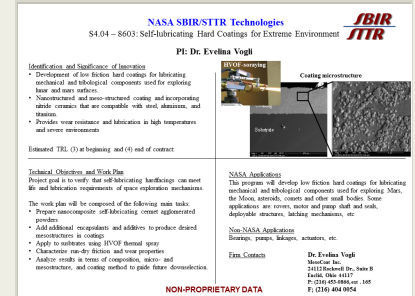 NASA SBIR/STTR Technologies
S4.04 – 8603: Self-lubricating Hard Coatings for Extreme Environment
SBIR
STTR
PI: Dr. Evelina Vogli
Identification and Significance of Innovation
• Development of low friction hard coatings for lubricating
mechanical and tribological components used for exploring
lunar and mars surfaces.
• Nanostructured and meso-structured coating and incorporating
nitride ceramics that are compatible with steel, aluminum, and
titanium.
• Provides wear resistance and lubrication in high temperatures
and severe environments
Estimated TRL (3) at beginning and (4) end of contract:
HVOF-spraying
Coating microstructure
Substrate
Technical Objectives and Work Plan
Project goal is to verify that self-lubricating hardfacings can meet
life and lubrication requirements of space exploration mechanisms.
The work plan will be composed of the following main tasks:
• Prepare nanocomposite self-lubricating cermet agglomerated
powders
• Add additional encapsulants and additives to produce desired
mesostructures in coatings
• Apply to substrates using HVOF thermal spray
• Characterize run-dry friction and wear properties
• Analyze results in terms of composition, micro- and
mesostructure, and coating method to guide future downselection.
NASA Applications
This program will develop low friction hard coatings for lubricating
mechanical and tribological components used for exploring Mars,
the Moon, asteroids, comets and other small bodies. Some
applications are rovers, motor and pump shaft and seals,
deployable structures, latching mechanisms, etc
Non-NASA Applications
Bearings, pumps, linkages, actuators, etc.
Firm Contacts
Dr. Evelina Vogli
MesoCoat Inc.
24112 Rockwell Dr., Suite B
Euclid, Ohio 44117
P: (216) 453-0866,ext . 165
F; (216) 404 0054
NON-PROPRIETARY DATA